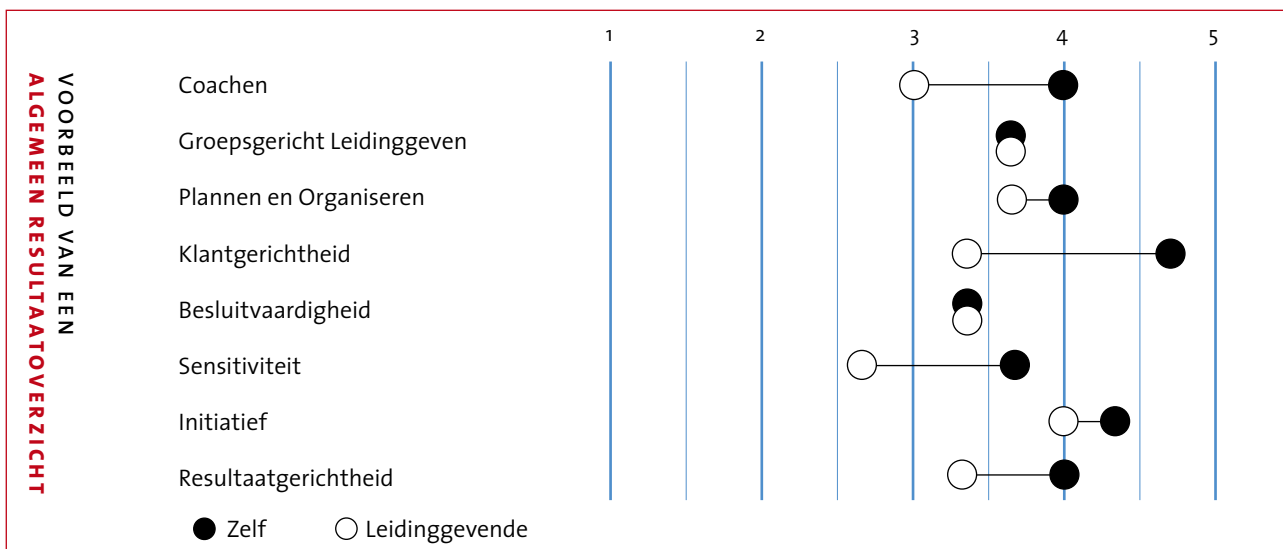 VOORBEELD VAN EEN
ALGEMEEN RESULTAATOVERZICHT
1 2 3 4 5
Coachen
Groepsgericht Leidinggeven
Plannen en Organiseren
Klantgerichtheid
Besluitvaardigheid
Sensitiviteit
Initiatief
Resultaatgerichtheid
Zelf Leidinggevende